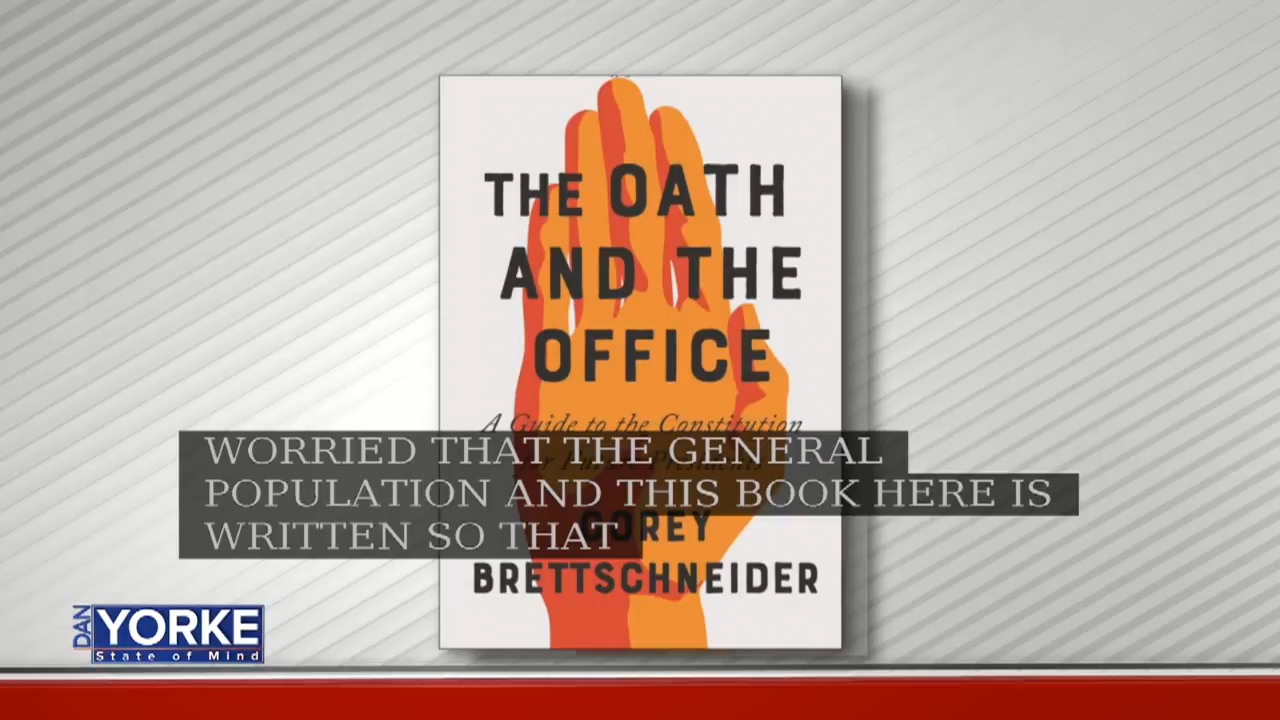 THE OATH
AND THE
OFFICE
A Guide to the Constitution
WORRIED THAT THE GENERAL
POPULATION AND THIS BOOK HERE IS
WRITTEN SO THAT
COREY
BRETTSCHNEIDER
DAN
YORKE
State of Mind